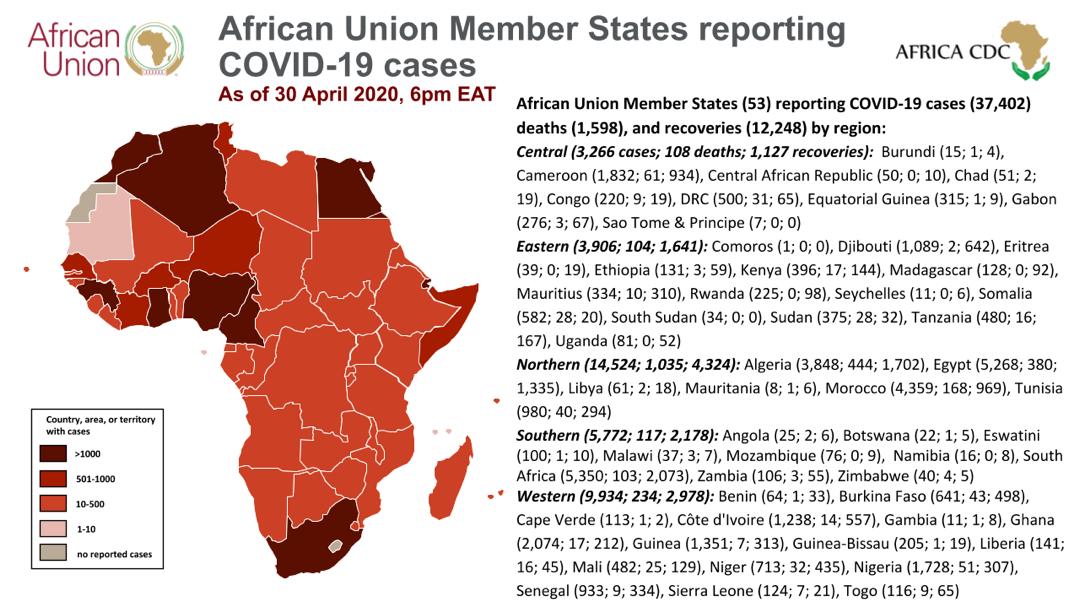 African
Union
African Union Member States reporting
COVID-19 cases
As of 30 April 2020, 6pm EAT
AFRICA CDC
African Union Member States (53) reporting COVID-19 cases (37,402)
deaths (1,598), and recoveries (12,248) by region:
Central (3,266 cases; 108 deaths; 1,127 recoveries): Burundi (15; 1; 4),
Cameroon (1,832; 61; 934), Central African Republic (50; 0; 10), Chad (51; 2;
19), Congo (220; 9; 19), DRC (500; 31; 65), Equatorial Guinea (315; 1; 9), Gabon
(276; 3; 67), Sao Tome & Principe (7; 0; 0)
Eastern (3,906; 104; 1,641): Comoros (1; 0; 0), Djibouti (1,089; 2; 642), Eritrea
(39; 0; 19), Ethiopia (131; 3; 59), Kenya (396; 17; 144), Madagascar (128; 0; 92),
Mauritius (334; 10; 310), Rwanda (225; 0; 98), Seychelles (11; 0; 6), Somalia
(582; 28; 20), South Sudan (34; 0; 0), Sudan (375; 28; 32), Tanzania (480; 16;
167), Uganda (81; 0; 52)
Northern (14,524; 1,035; 4,324): Algeria (3,848; 444; 1,702), Egypt (5,268; 380;
1,335), Libya (61; 2; 18), Mauritania (8; 1; 6), Morocco (4,359; 168; 969), Tunisia
(980; 40; 294)
Southern (5,772; 117; 2,178): Angola (25; 2; 6), Botswana (22; 1; 5), Eswatini
(100; 1; 10), Malawi (37; 3; 7), Mozambique (76; 0; 9), Namibia (16; 0; 8), South
Africa (5,350; 103; 2,073), Zambia (106; 3; 55), Zimbabwe (40; 4; 5)
Western (9,934; 234; 2,978): Benin (64; 1; 33), Burkina Faso (641; 43; 498),
Cape Verde (113; 1; 2), Côte d'Ivoire (1,238; 14; 557), Gambia (11; 1; 8), Ghana
(2,074; 17; 212), Guinea (1,351; 7; 313), Guinea-Bissau (205; 1; 19), Liberia (141;
16; 45), Mali (482; 25; 129), Niger (713; 32; 435), Nigeria (1,728; 51; 307),
Senegal (933; 9; 334), Sierra Leone (124; 7; 21), Togo (116; 9; 65)
Country, area, or territory
with cases
>1000
501-1000
10-500
1-10
no reported cases